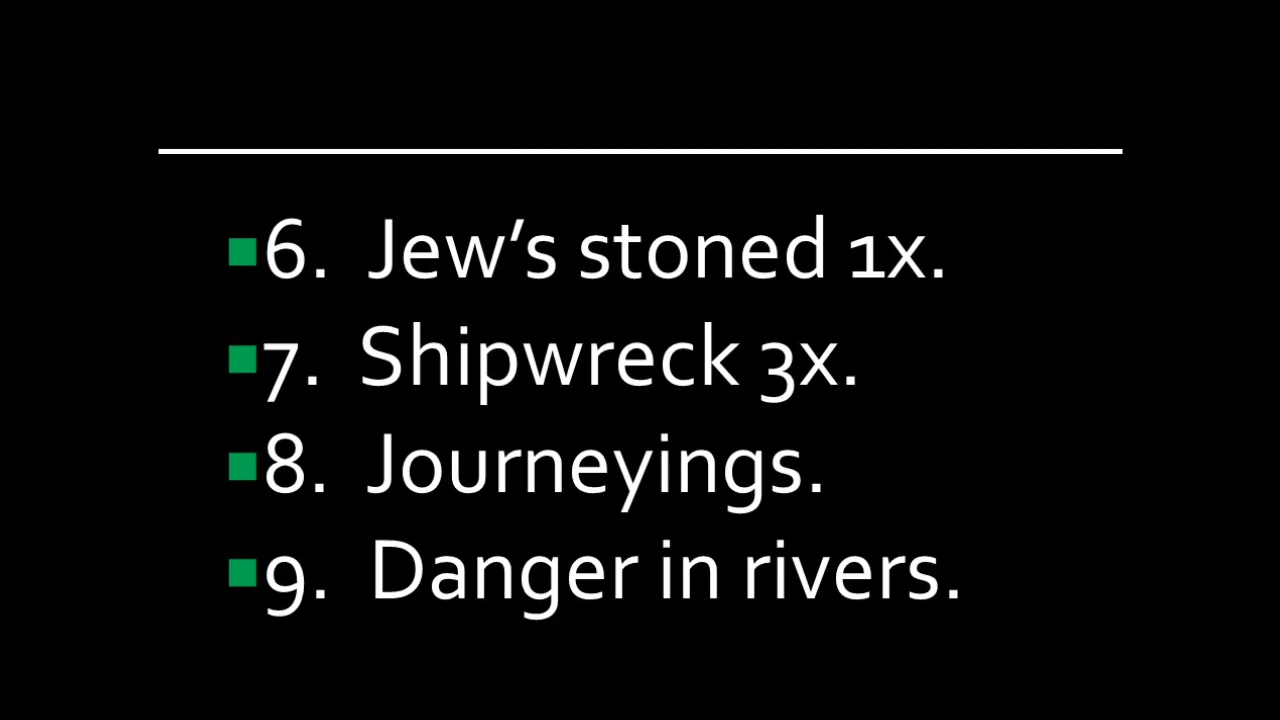 6. Jew’s stoned 1x.
7. Shipwreck 3x.
8. Journeyings.
9. Danger in rivers.